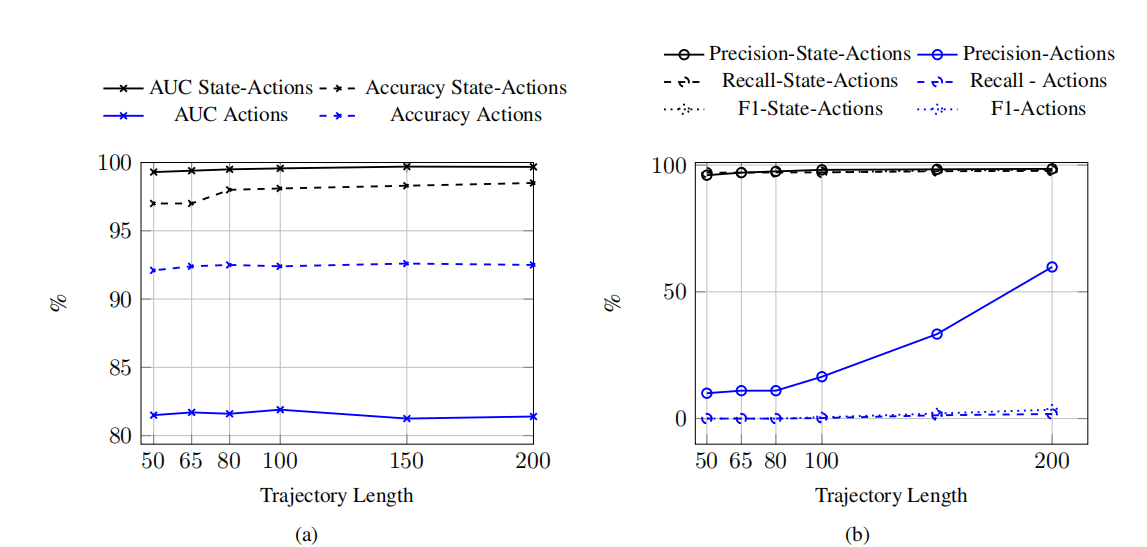 AUC State-Actions Accuracy State-Actions
AUC Actions Accuracy Actions
100
95
90
85
80
%
50 65 80 100 150 200
Trajectory Length
(a)
Precision-State-Actions Precision-Actions
Recall-State-Actions Recall - Actions
F1-State-Actions F1-Actions
100
50
0
%
50 65 80 100 200
Trajectory Length
(b)